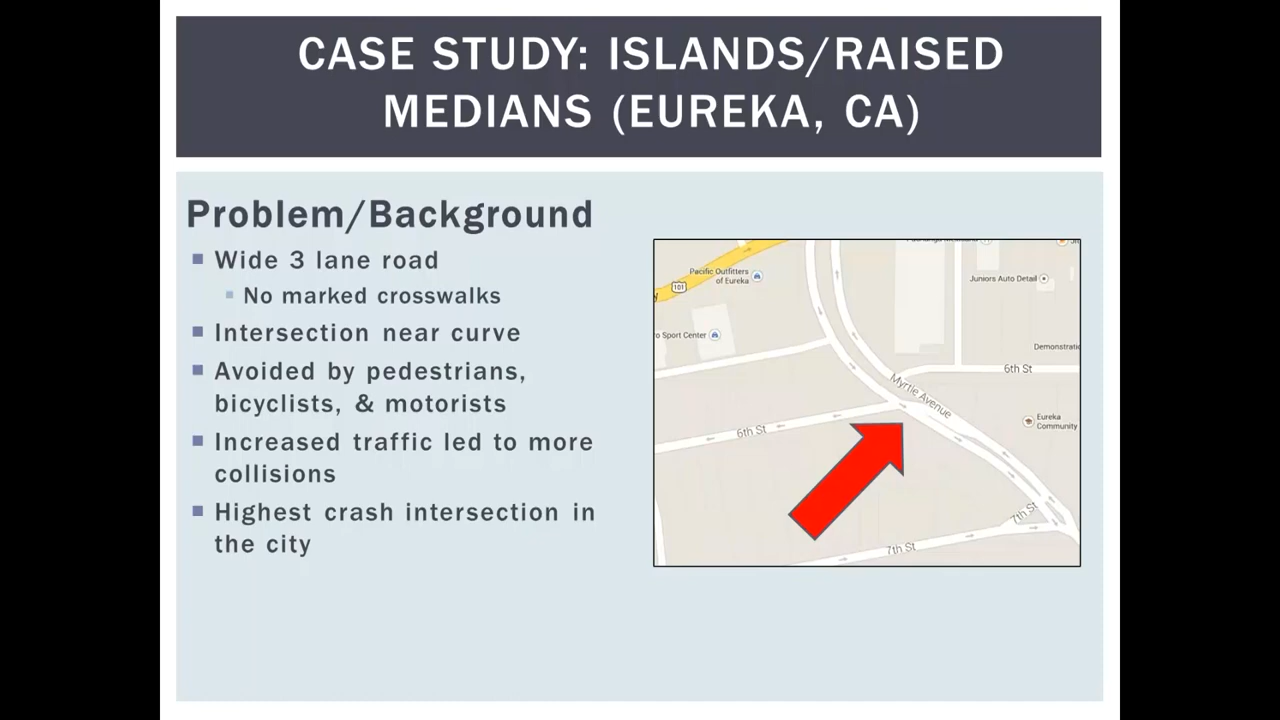 CASE STUDY: ISLANDS/RAISED
MEDIANS (EUREKA, CA)
Problem/Background
Wide 3 lane road
No marked crosswalks
Intersection near curve
Avoided by pedestrians,
bicyclists, & motorists
Increased traffic led to more
collisions
Highest crash intersection in
the city
Pacific Outfitters
of Eureka
101
Juniors Auto Detail
ro Sport Center
Demonstratic
6th St
Myrtle Avenue
Eureka
Community
6th St
7th St
7th St